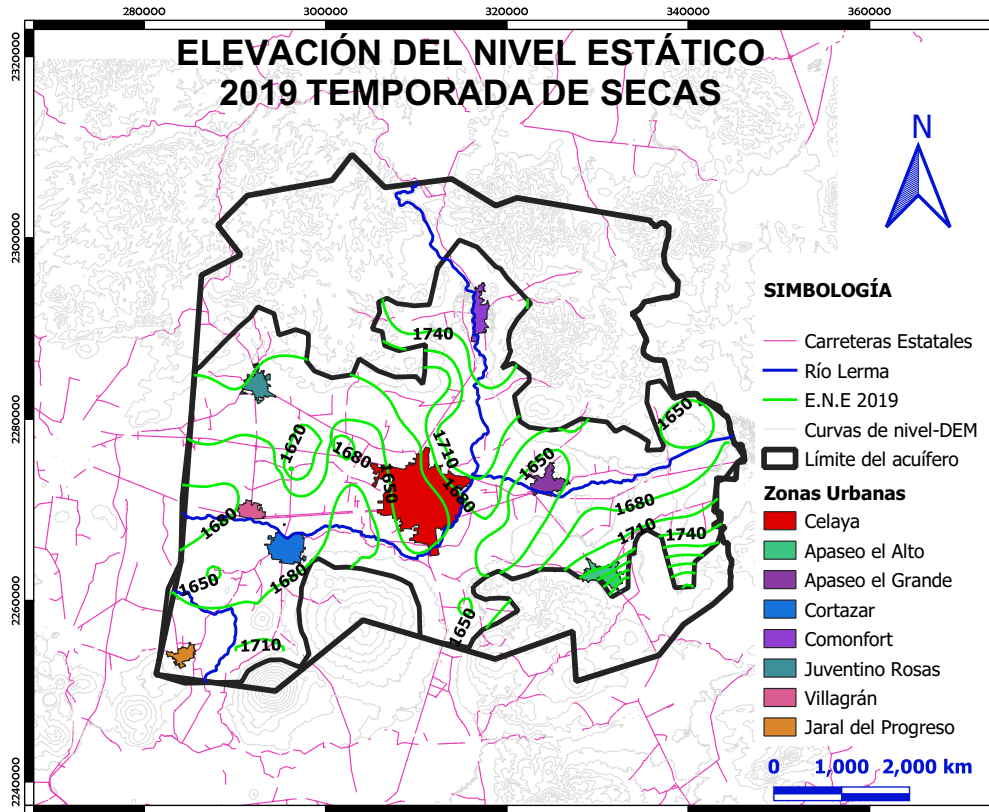 280000 300000 320000 340000 360000
ELEVACIÓN DEL NIVEL ESTÁTICO
2019 TEMPORADA DE SECAS
2320000
2300000
2280000
2260000
2240000
N
1740
1650
1620
1680
1710
1650
1650
1680
1680
1680
1710
1740
1650
1680
1650
1710
SIMBOLOGÍA
Carreteras Estatales
Río Lerma
E.N.E 2019
Curvas de nivel-DEM
Límite del acuífero
Zonas Urbanas
Celaya
Apaseo el Alto
Apaseo el Grande
Cortazar
Comonfort
Juventino Rosas
Villagrán
Jaral del Progreso
0 1,000 2,000 km